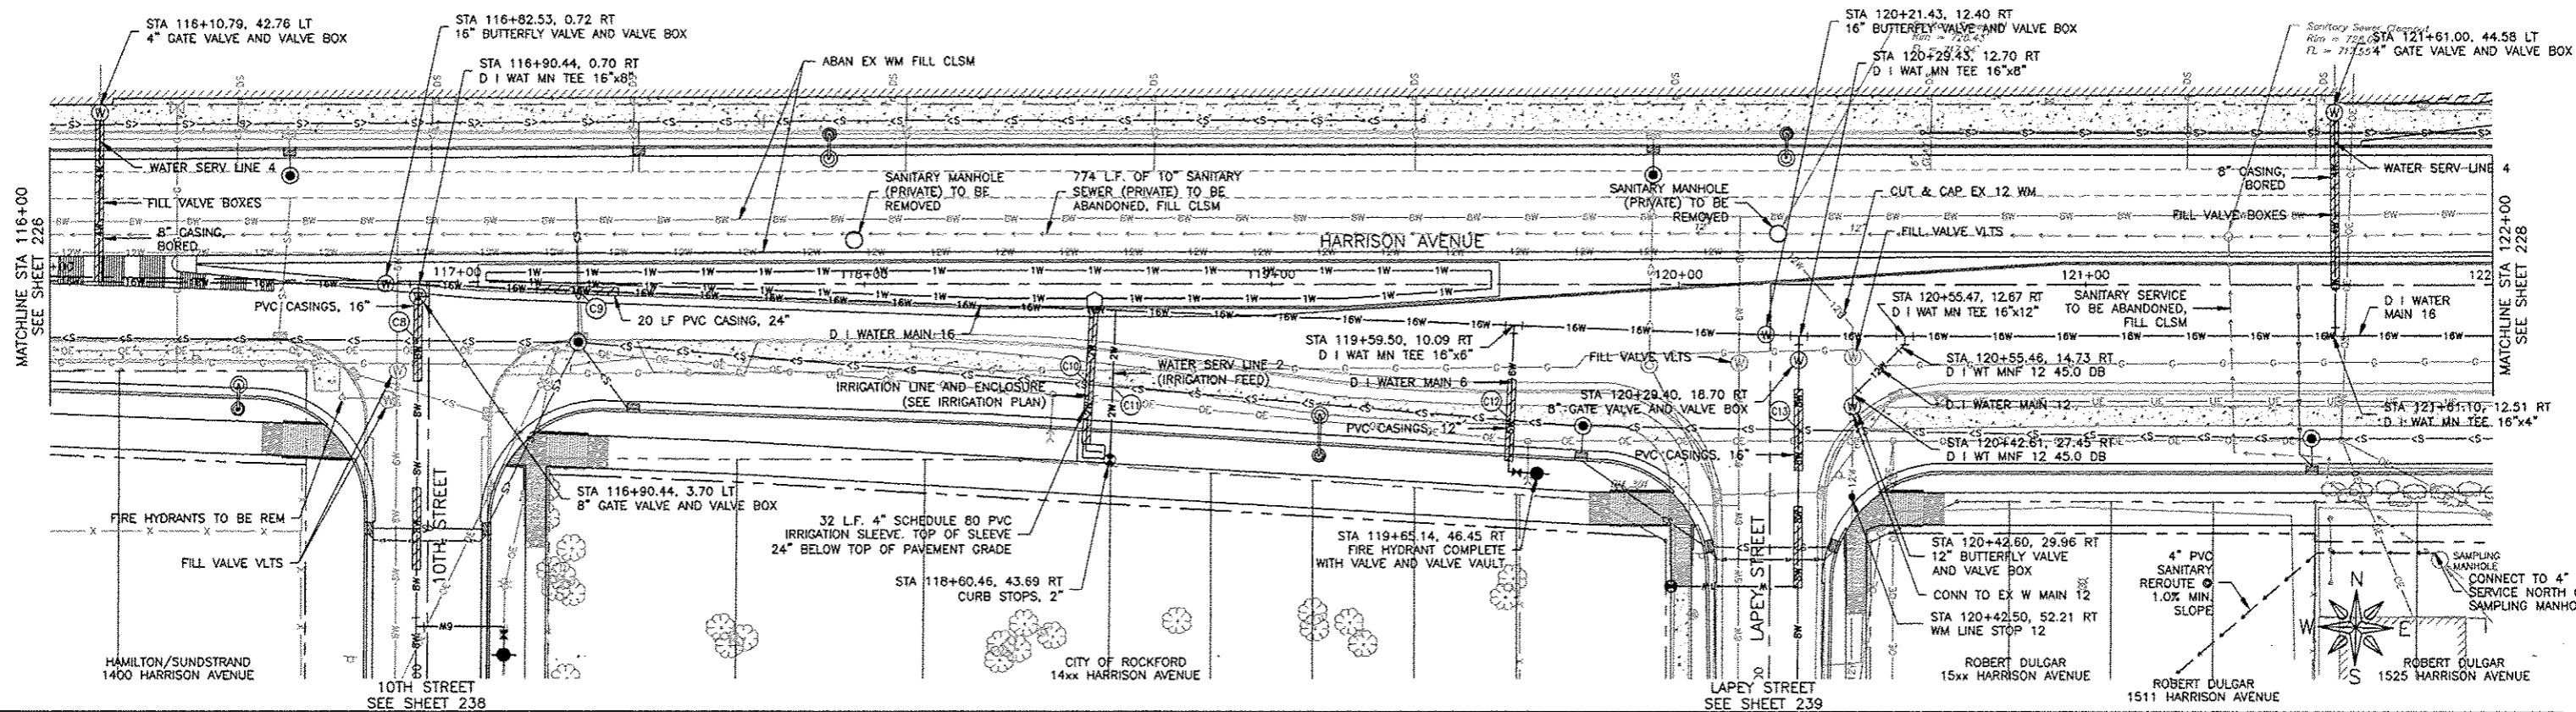 STA 116+10.79, 42.76 LT
4" GATE VALVE AND VALVE BOX
STA 116+82.53, 0.72 RT
16" BUTTERFLY VALVE AND VALVE BOX
STA 116+90.44, 0.70 RT
D I WAT MN TEE 16"x8"
ABAN EX WM FILL CLSM
STA 120+21.43, 12.40 RT
16" BUTTERFLY VALVE AND VALVE BOX
STA 120+29.43, 12.70 RT
D I WAT MN TEE 16"x8"
Sanitary Sewer Cleanout
STA 121+61.00, 44.58 LT
4" GATE VALVE AND VALVE BOX
MATCHLINE STA 116+00
SEE SHEET 228
WATER SERV LINE 4
FILL VALVE BOXES
8" CASING,
BORED
SANITARY MANHOLE
(PRIVATE) TO BE
REMOVED
774 L.F. OF 10" SANITARY
SEWER (PRIVATE) TO BE
ABANDONED, FILL CLSM
SANITARY MANHOLE
(PRIVATE) TO BE
REMOVED
CUT & CAP EX 12 WM
FILL VALVE VLTS
8" CASING,
BORED
WATER SERV LINE 4
FILL VALVE BOXES
HARRISON AVENUE
117+00
118+00
119+00
120+00
121+00
122
MATCHLINE STA 122+00
SEE SHEET 228
PVC CASINGS, 16"
C8
C9
20 LF PVC CASING, 24"
D I WATER MAIN 16
STA 119+59.50, 10.09 RT
D I WAT MN TEE 16"x6"
STA 120+55.47, 12.67 RT
D I WAT MN TEE 16"x12"
SANITARY SERVICE
TO BE ABANDONED,
FILL CLSM
D I WATER
MAIN 16
C10
WATER SERV LINE 2
(IRRIGATION FEED)
C11
IRRIGATION LINE AND ENCLOSURE
(SEE IRRIGATION PLAN)
FILL VALVE VLTS
D I WATER MAIN 6
C12
PVC CASINGS, 12"
STA 120+29.40, 18.70 RT
8" GATE VALVE AND VALVE BOX
C13
PVC CASINGS, 16"
STA 120+55.46, 14.73 RT
D I WT MNF 12 45.0 DB
D I WATER MAIN 12
STA 120+42.61, 27.45 RT
D I WT MNF 12 45.0 DB
STA 121+61.10, 12.51 RT
D I WAT MN TEE 16"x4"
FIRE HYDRANTS TO BE REM
FILL VALVE VLTS
10TH STREET
STA 116+90.44, 3.70 LT
8" GATE VALVE AND VALVE BOX
32 L.F. 4" SCHEDULE 80 PVC
IRRIGATION SLEEVE. TOP OF SLEEVE
24" BELOW TOP OF PAVEMENT GRADE
STA 118+60.46, 43.69 RT
CURB STOPS, 2"
STA 119+65.14, 46.45 RT
FIRE HYDRANT COMPLETE
WITH VALVE AND VALVE VAULT
LAPEY STREET
STA 120+42.60, 29.96 RT
12" BUTTERFLY VALVE
AND VALVE BOX
CONN TO EX W MAIN 12
STA 120+42.50, 52.21 RT
WM LINE STOP 12
4" PVC
SANITARY
REROUTE @
1.0% MIN.
SLOPE
SAMPLING
MANHOLE
CONNECT TO 4"
SERVICE NORTH
SAMPLING
N
W E
S
HAMILTON/SUNDSTRAND
1400 HARRISON AVENUE
10TH STREET
SEE SHEET 238
CITY OF ROCKFORD
14xx HARRISON AVENUE
LAPEY STREET
SEE SHEET 239
ROBERT DULGAR
15xx HARRISON AVENUE
ROBERT DULGAR
1511 HARRISON AVENUE
ROBERT DULGAR
1525 HARRISON AVENUE